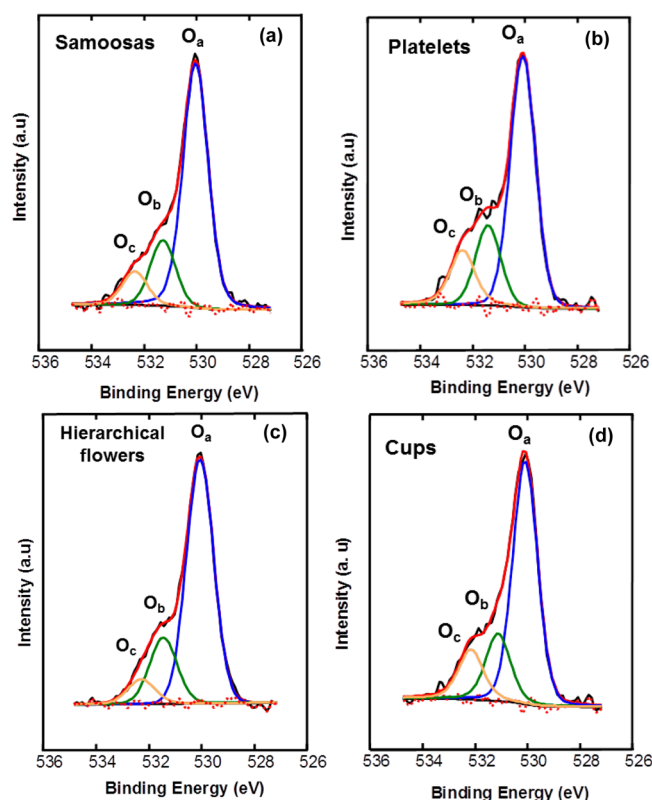 Samoosas
(a)
Oa
Ob
Oc
Intensity (a.u)
536 534 532 530 528 526
Binding Energy (eV)
Platelets
(b)
Oa
Ob
Oc
Intensity (a.u)
536 534 532 530 528 526
Binding Energy (eV)
Hierarchical
flowers
(c)
Oa
Ob
Oc
Intensity (a.u)
536 534 532 530 528 526
Binding Energy (eV)
Cups
(d)
Oa
Ob
Oc
Intensity (a. u)
536 534 532 530 528 526
Binding Energy (eV)